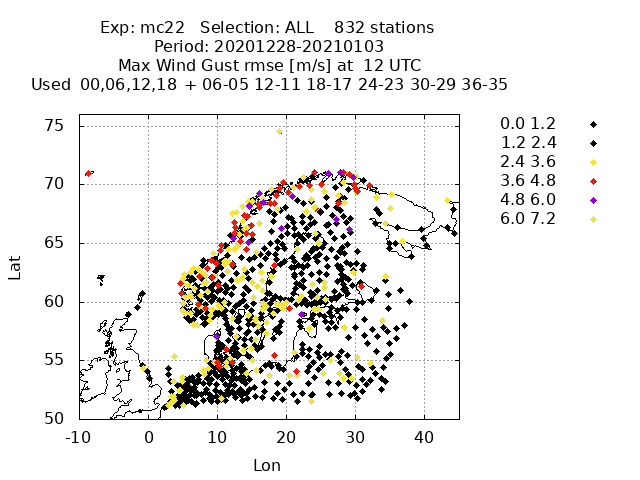 Exp: mc22   Selection: ALL    832 stations
Period: 20201228-20210103
Max Wind Gust rmse [m/s] at  12 UTC
Used  00,06,12,18  + 06-05 12-11 18-17 24-23 30-29 36-35
0.0 1.2
1.2 2.4
2.4 3.6
3.6 4.8
4.8 6.0
6.0 7.2
75
70
65
60
55
50
Lat
-10 0 10 20 30 40
Lon